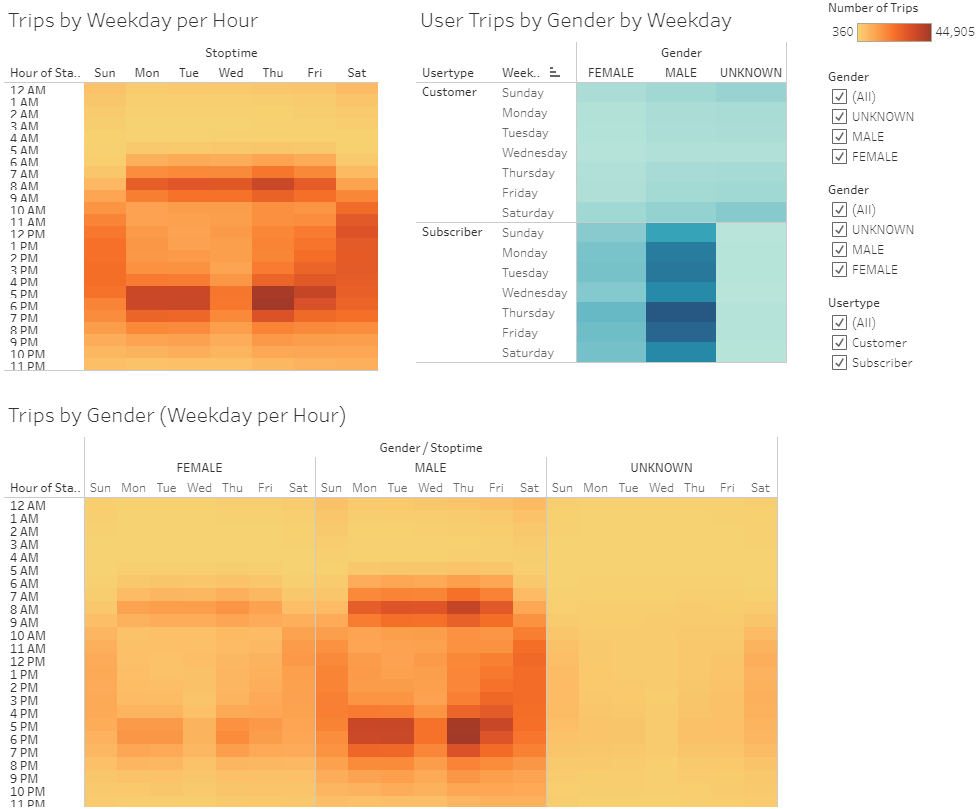 Trips by Weekday per Hour
Stoptime
Hour of Sta.. Sun Mon Tue Wed Thu Fri Sat
12 AM
1 AM
2 AM
3 AM
4 AM
5 AM
6 AM
7 AM
8 AM
9 AM
10 AM
11 AM
12 PM
1 PM
2 PM
3 PM
4 PM
5 PM
6 PM
7 PM
8 PM
9 PM
10 PM
11 PM
User Trips by Gender by Weekday
Gender
Usertype Week.. FEMALE MALE UNKNOWN
Customer Sunday
Monday
Tuesday
Wednesday
Thursday
Friday
Saturday
Subscriber Sunday
Monday
Tuesday
Wednesday
Thursday
Friday
Saturday
Number of Trips
360 44,905
Gender
(All)
UNKNOWN
MALE
FEMALE
Gender
(All)
UNKNOWN
MALE
FEMALE
Usertype
(All)
Customer
Subscriber
Trips by Gender (Weekday per Hour)
Gender / Stoptime
FEMALE MALE UNKNOWN
Hour of Sta.. Sun Mon Tue Wed Thu Fri Sat Sun Mon Tue Wed Thu Fri Sat Sun Mon Tue Wed Thu Fri Sat
12 AM
1 AM
2 AM
3 AM
4 AM
5 AM
6 AM
7 AM
8 AM
9 AM
10 AM
11 AM
12 PM
1 PM
2 PM
3 PM
4 PM
5 PM
6 PM
7 PM
8 PM
9 PM
10 PM
11 PM